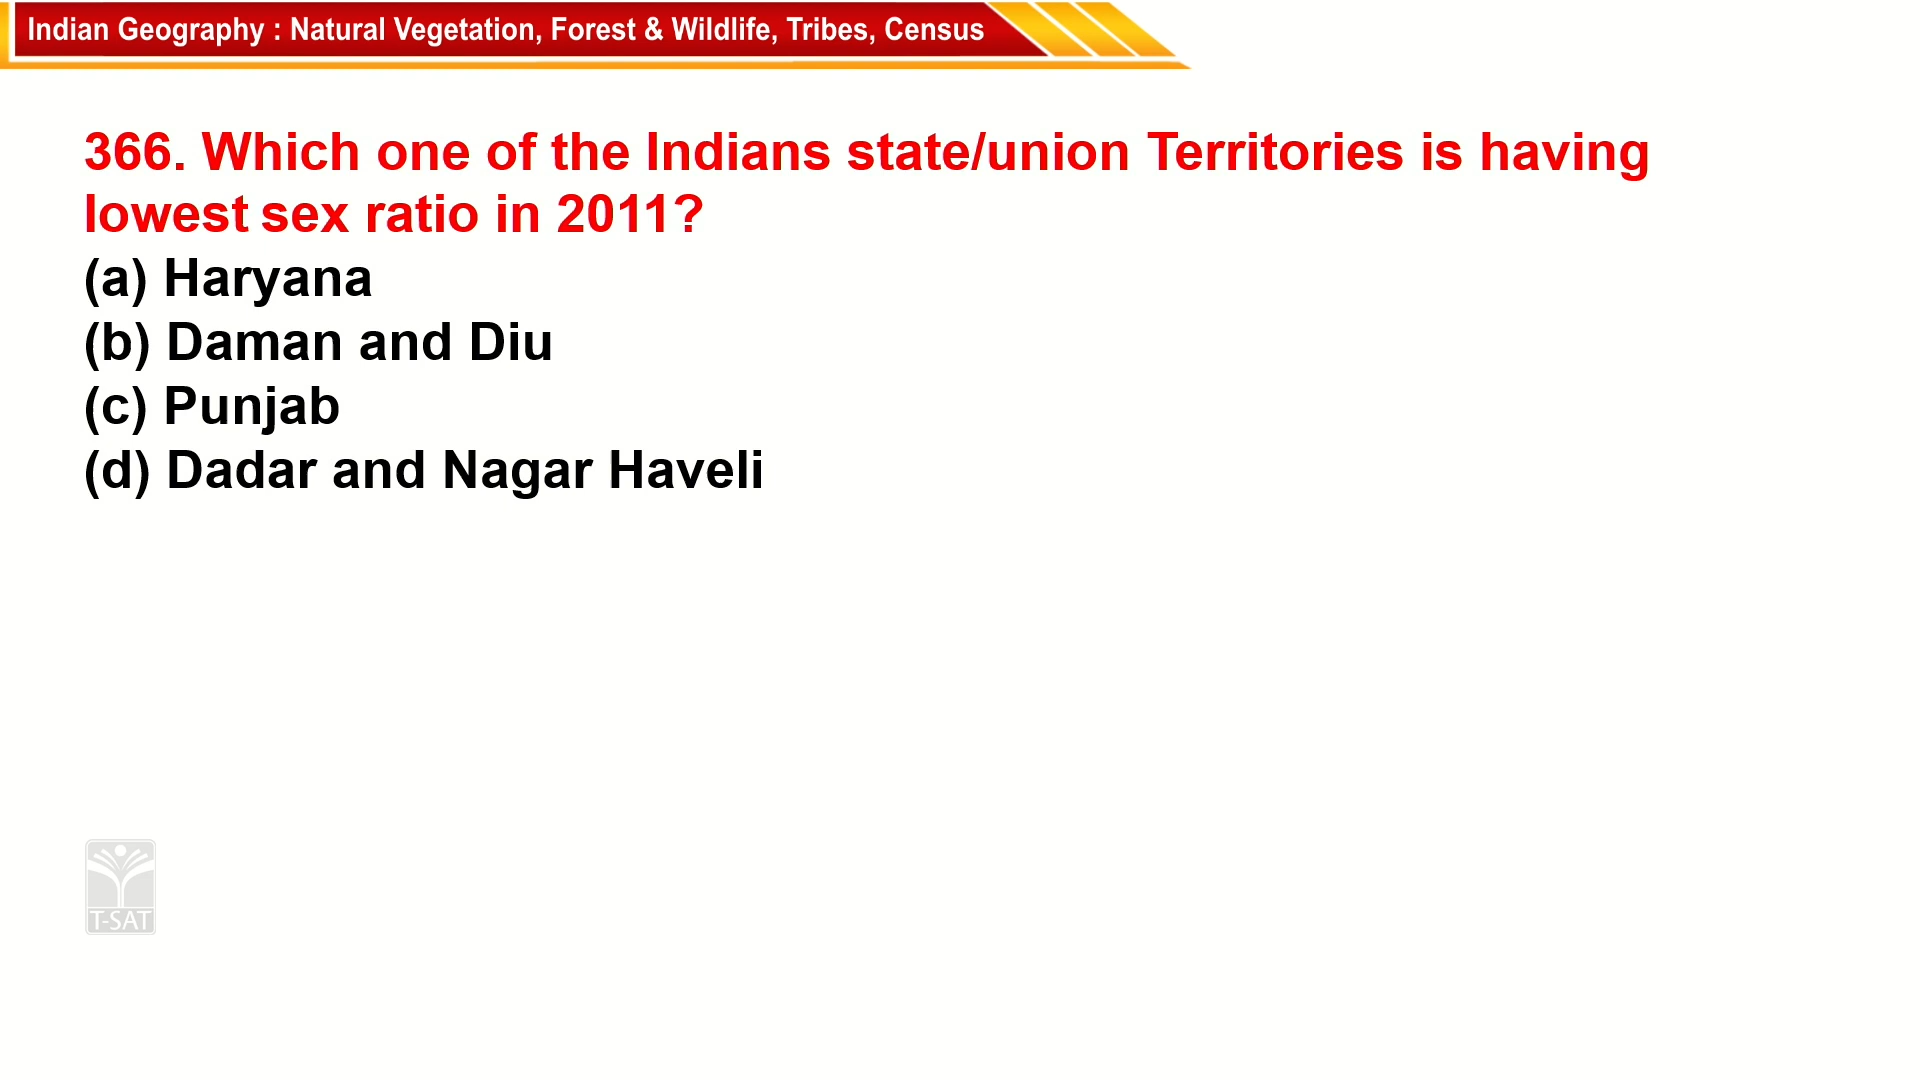 Indian Geography : Natural Vegetation, Forest & Wildlife, Tribes, Census
366. Which one of the Indians state/union Territories is having
lowest sex ratio in 2011?
(a) Haryana
(b) Daman and Diu
(c) Punjab
(d) Dadar and Nagar Haveli
T-SAT